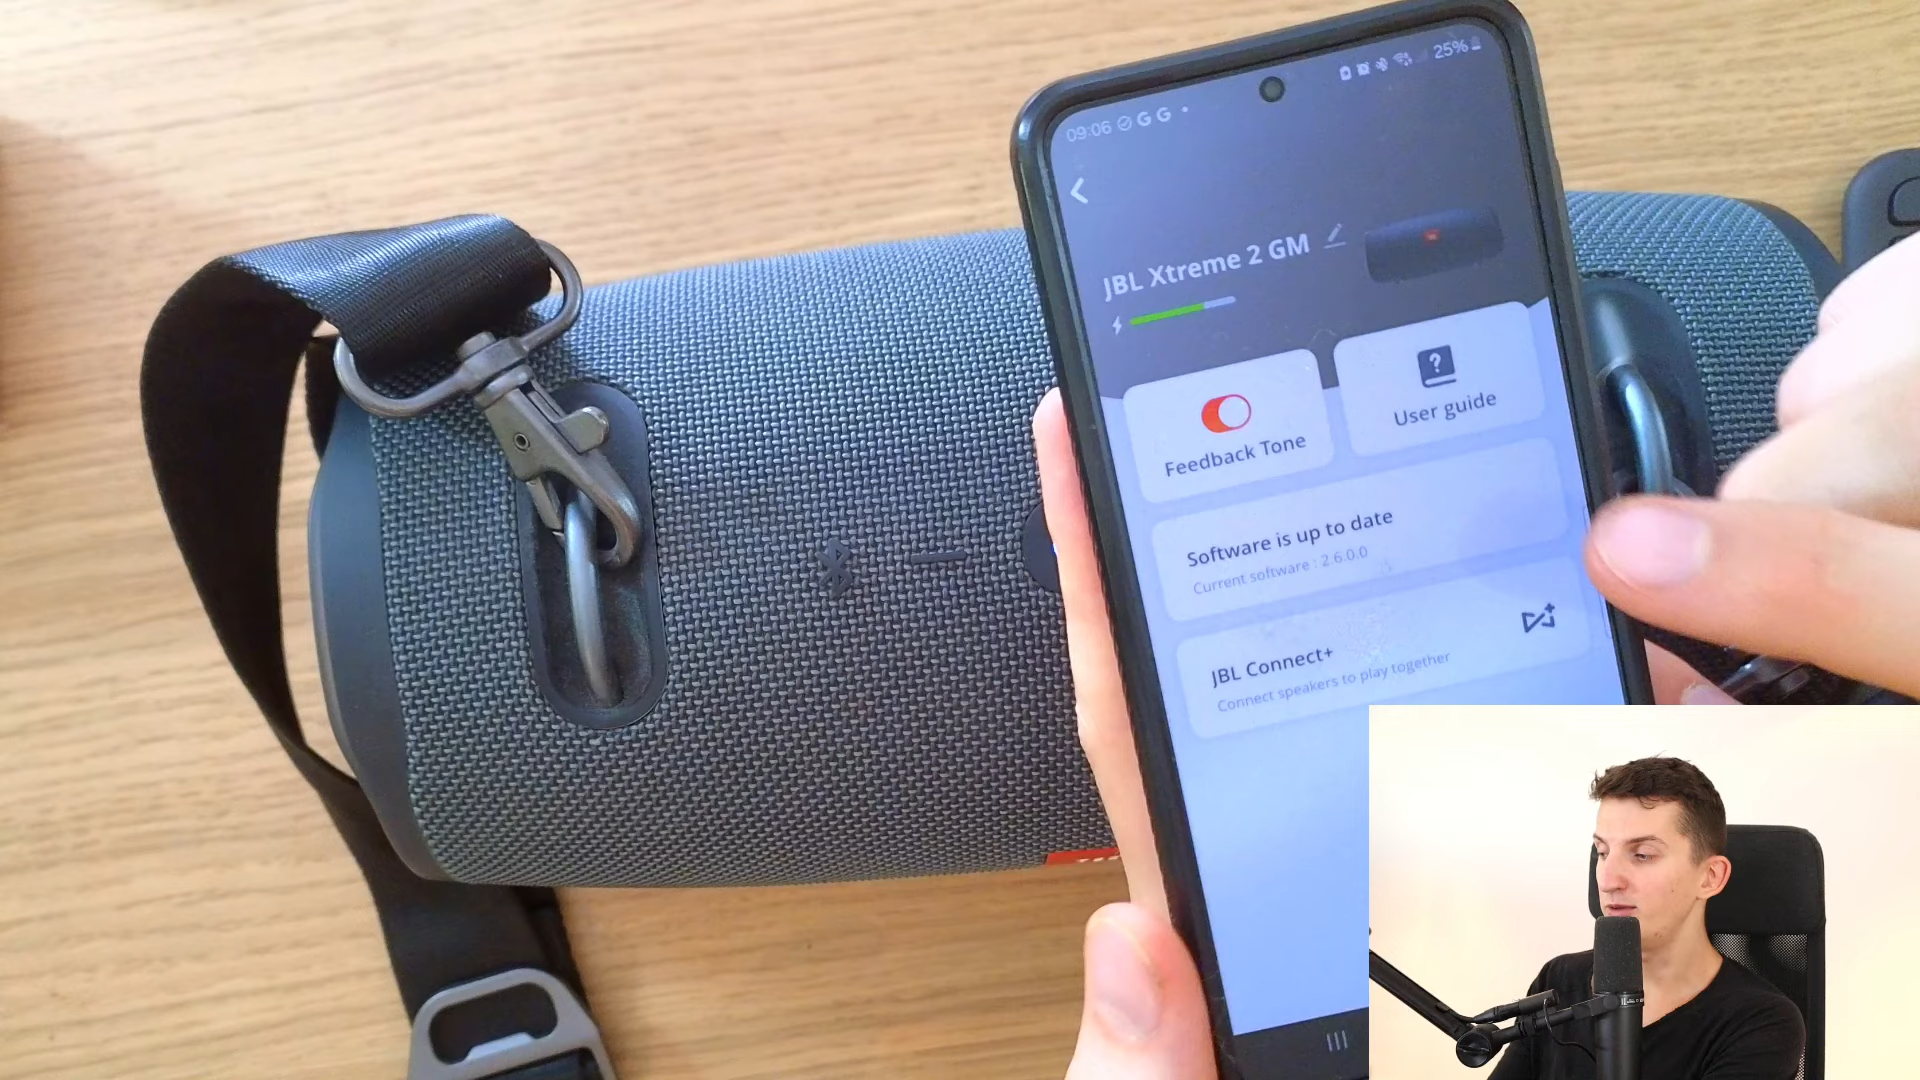 09:06 G G
25%
JBL Xtreme 2 GM
Feedback Tone
User guide
Software is up to date
Current software : 2.6.0.0
JBL Connect+
Connect speakers to play together